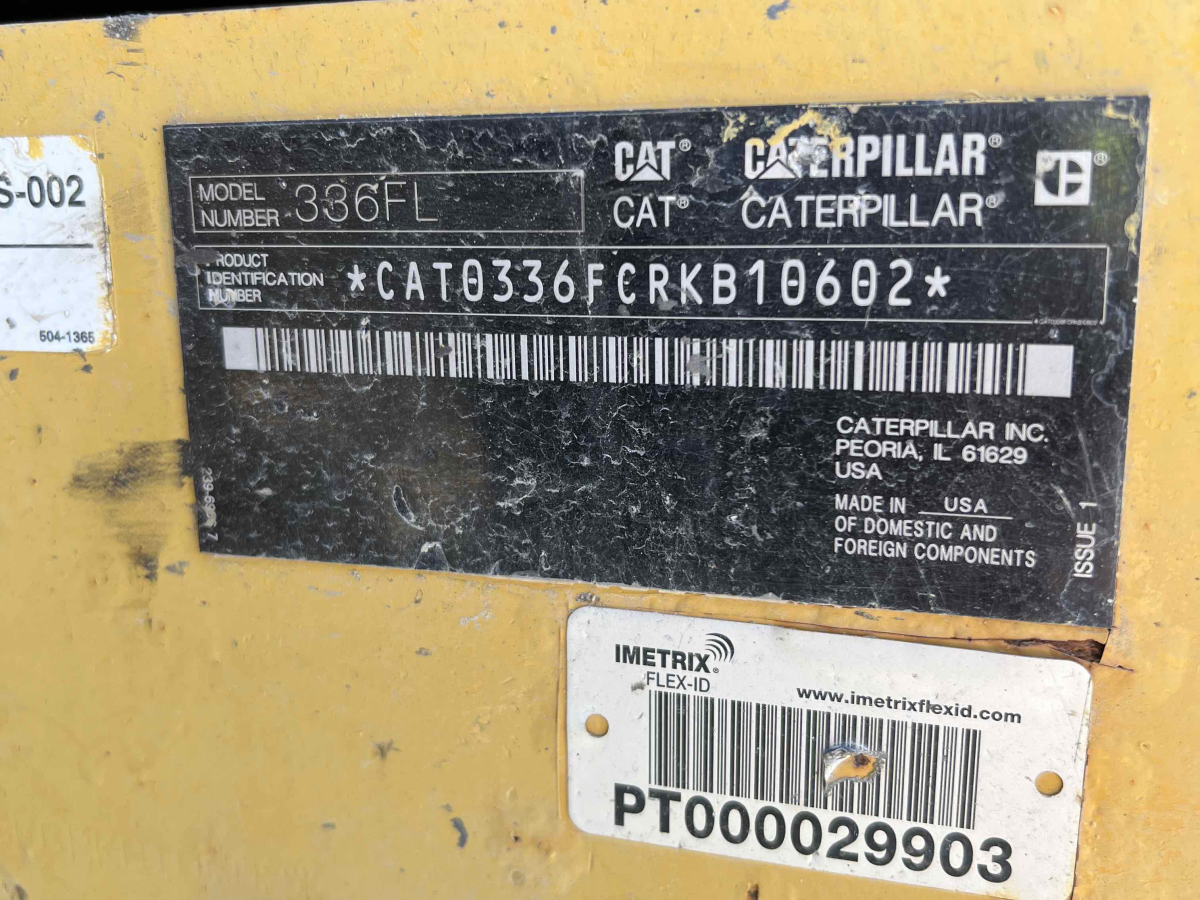 S-002
504-1365
CAT® CATERPILLAR®
CAT® CATERPILLAR®
MODEL
NUMBER 336FL
PRODUCT
IDENTIFICATION
NUMBER
*CAT0336FCRKB10602*
CATERPILLAR INC.
PEORIA, IL 61629
USA
MADE IN USA
OF DOMESTIC AND
FOREIGN COMPONENTS
ISSUE 1
IMETRIX®
FLEX-ID
www.imetrixflexid.com
PT000029903